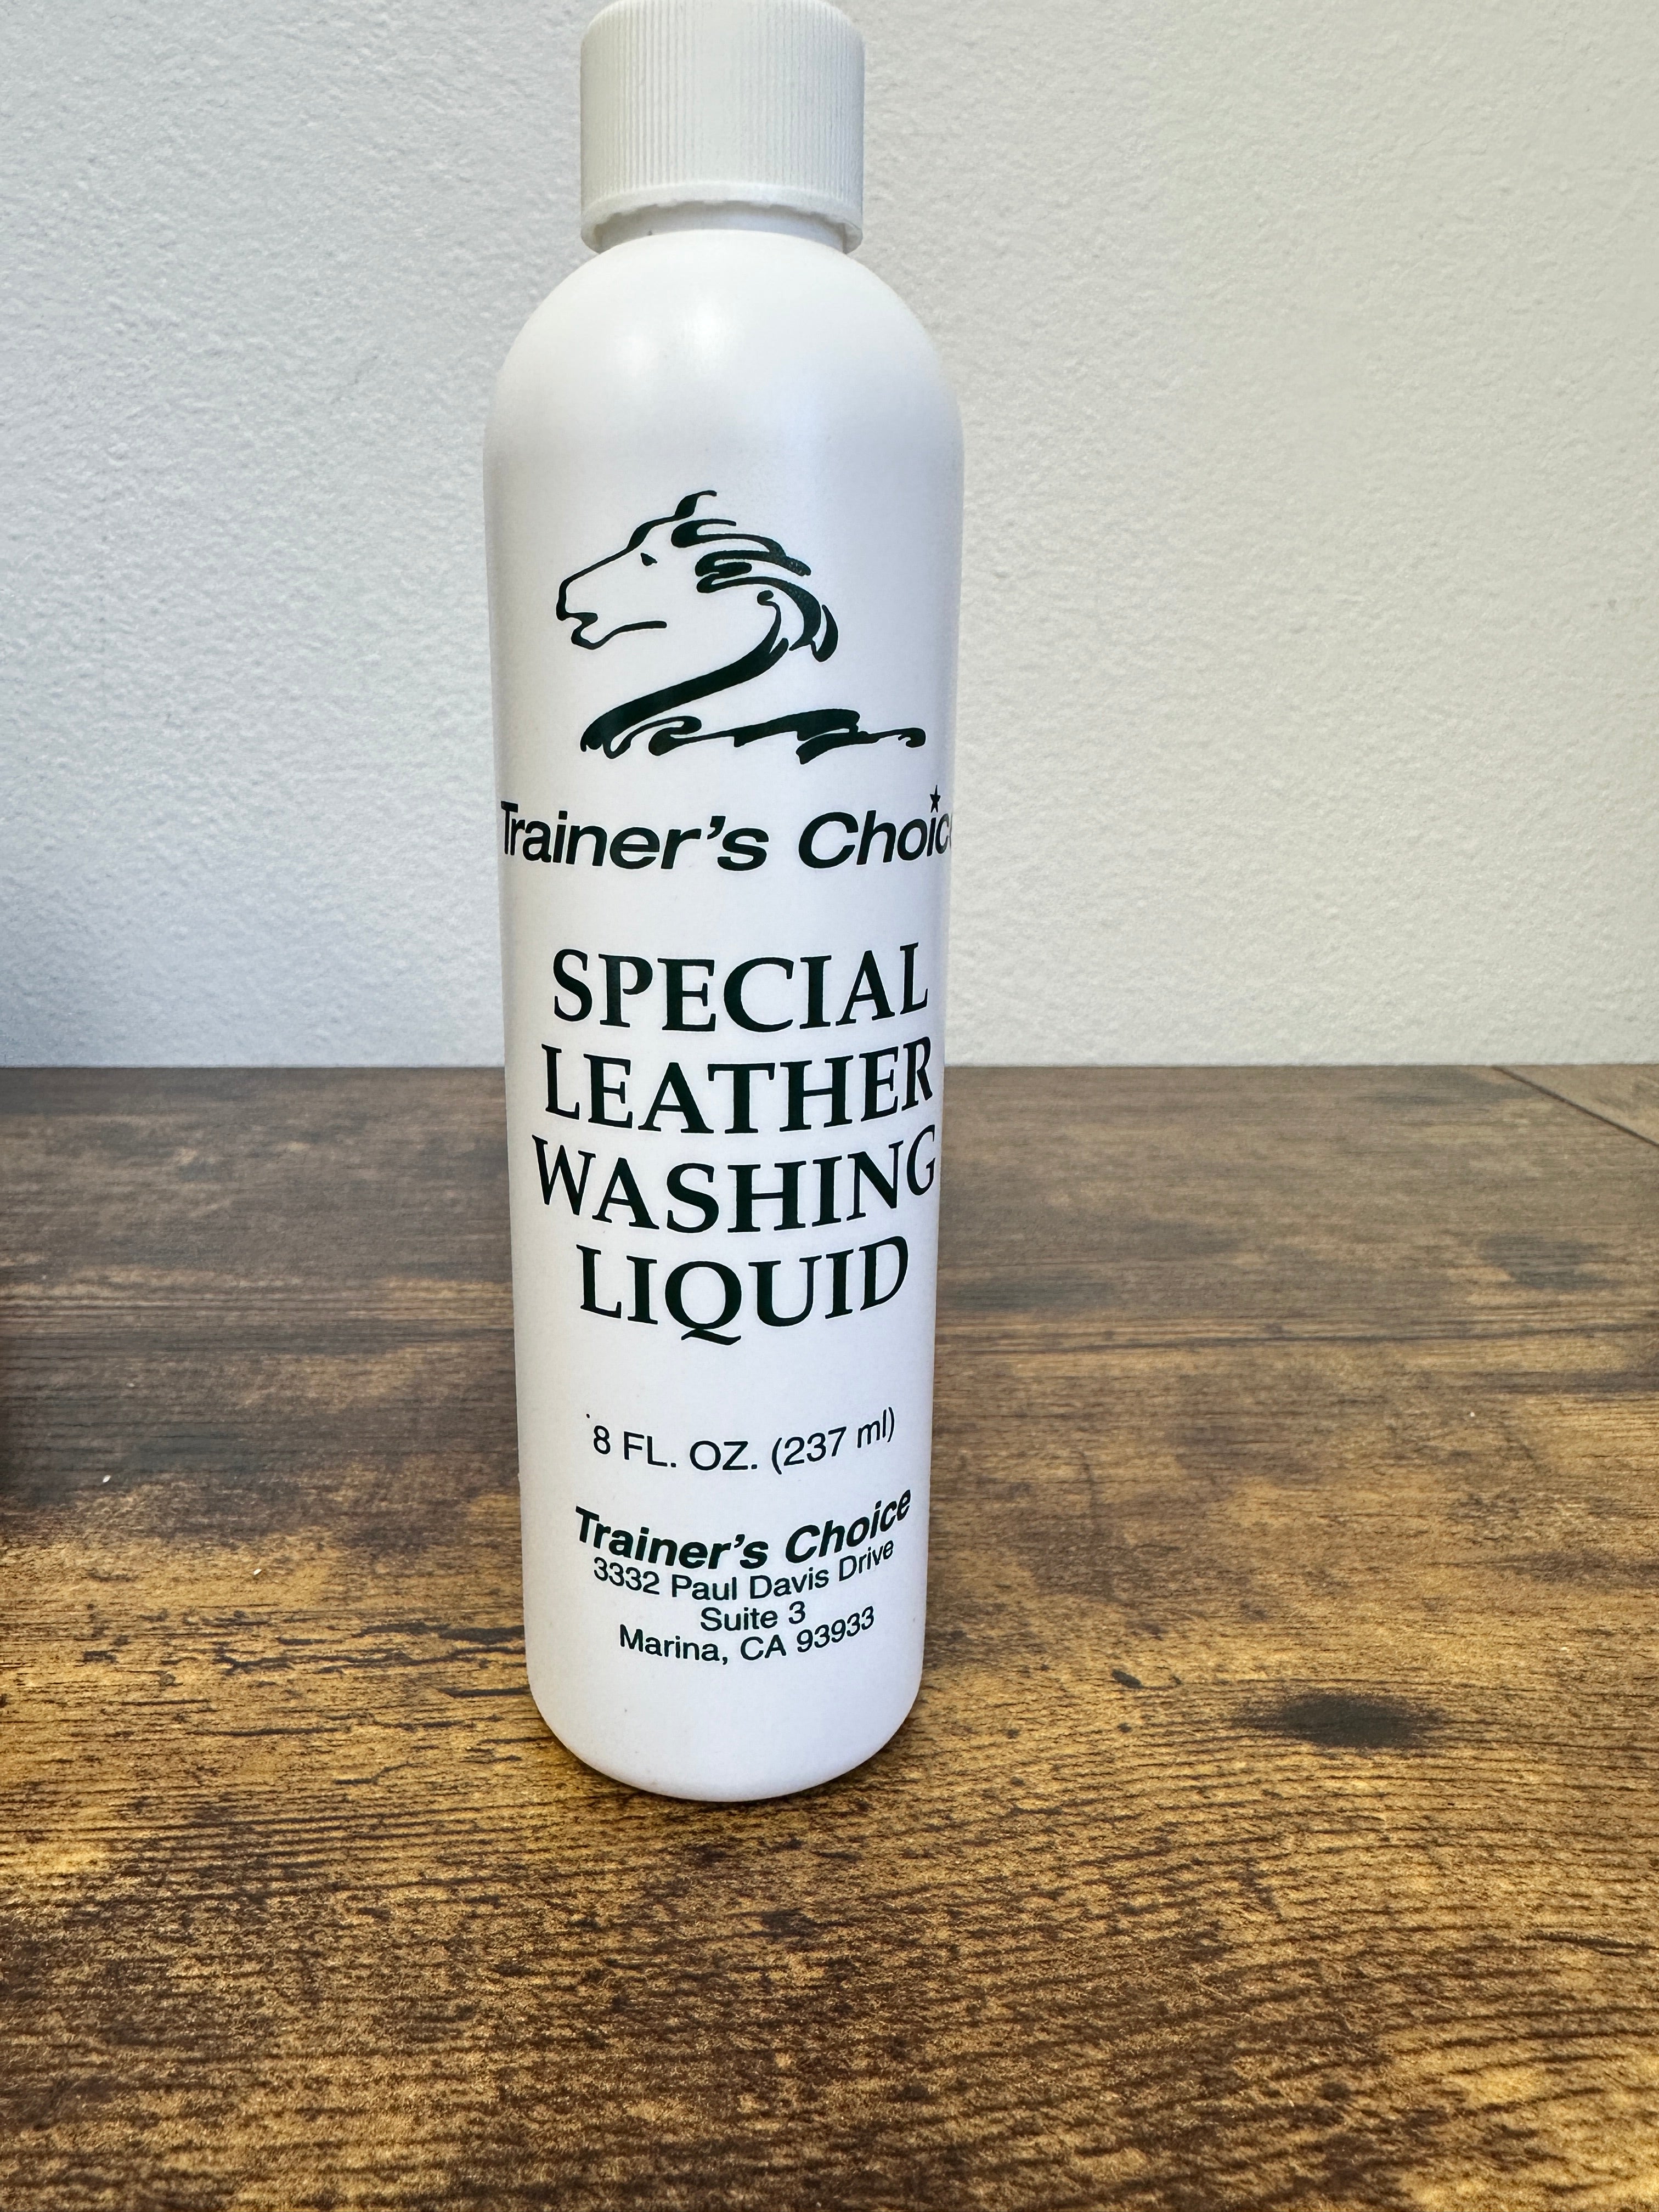 Trainer's Choice
SPECIAL
LEATHER
WASHING
LIQUID
8 FL. OZ. (237 ml)
Trainer's Choice
3332 Paul Davis Drive
Suite 3
Marina, CA 93933